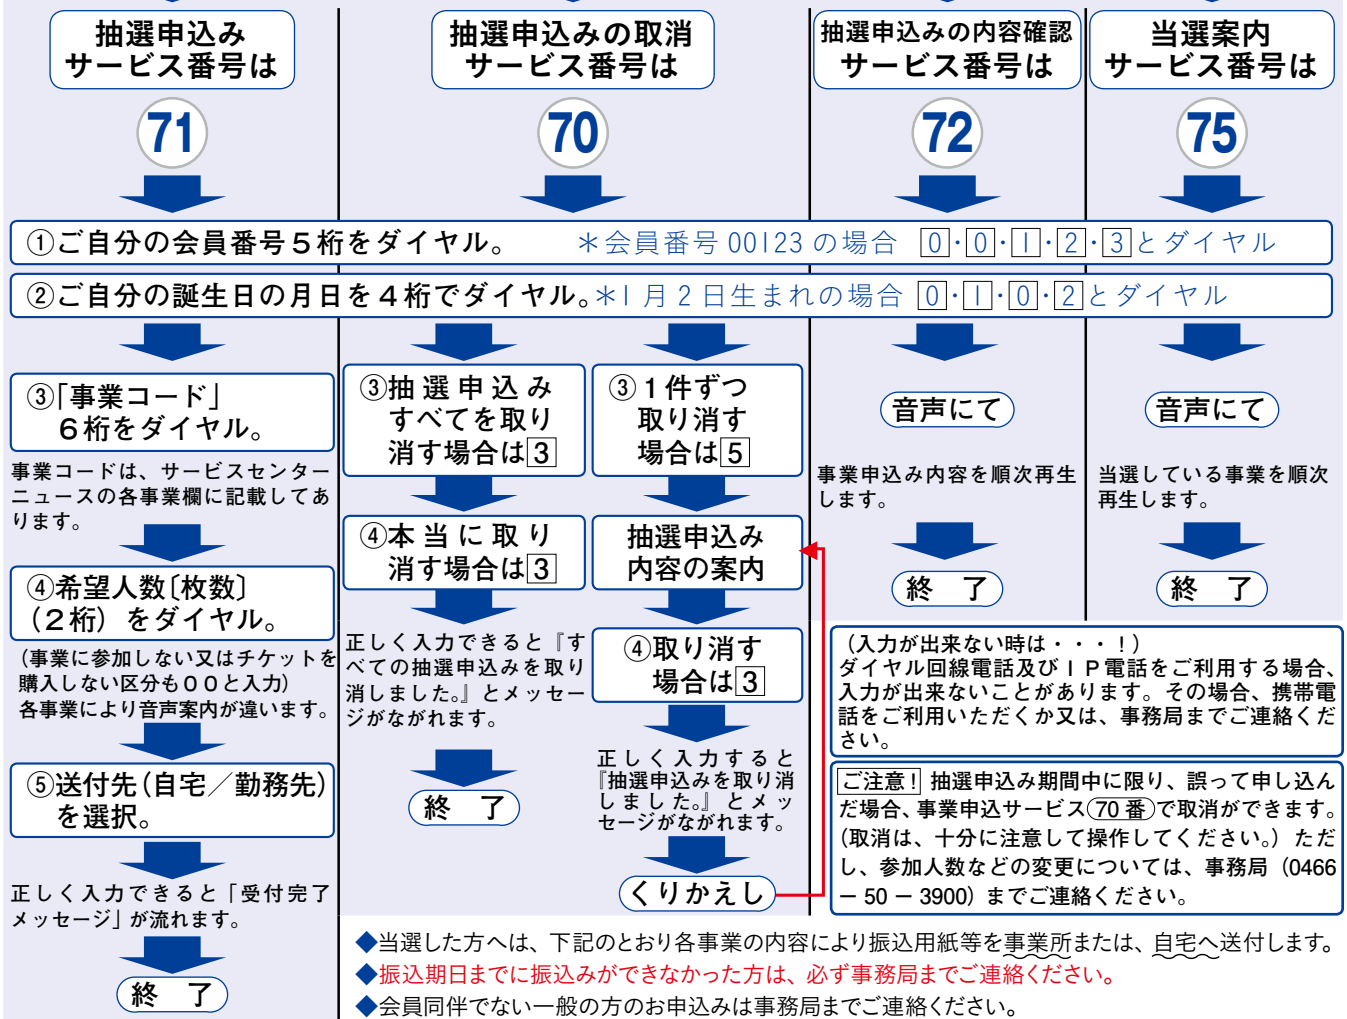 抽選申込み
サービス番号は
71
抽選申込みの取消
サービス番号は
70
抽選申込みの内容確認
サービス番号は
72
当選案内
サービス番号は
75
①ご自分の会員番号5桁をダイヤル。 ＊会員番号 00123 の場合 0・0・1・2・3とダイヤル
②ご自分の誕生日の月日を4桁でダイヤル。＊1 月 2 日生まれの場合 0・1・0・2とダイヤル
③「事業コード」
6桁をダイヤル。
事業コードは、サービスセンター
ニュースの各事業欄に記載してあ
ります。
④希望人数〔枚数〕
（2桁）をダイヤル。
（事業に参加しない又はチケットを
購入しない区分も００と入力）
各事業により音声案内が違います。
⑤送付先（自宅／勤務先）
を選択。
正しく入力できると「受付完了
メッセージ」が流れます。
終 了
③抽選申込み
すべてを取り
消す場合は3
④本当に取り
消す場合は3
正しく入力できると『す
べての抽選申込みを取り
消しました。』とメッセー
ジがながれます。
終 了
③1件ずつ
取り消す
場合は5
抽選申込み
内容の案内
④取り消す
場合は3
正しく入力すると
『抽選申込みを取り消
しました。』とメッ
セージがながれます。
くりかえし
音声にて
事業申込み内容を順次再生
します。
終 了
音声にて
当選している事業を順次
再生します。
終 了
（入力が出来ない時は・・・！）
ダイヤル回線電話及びＩＰ電話をご利用する場合、
入力が出来ないことがあります。その場合、携帯電
話をご利用いただくか又は、事務局までご連絡くだ
さい。
ご注意！ 抽選申込み期間中に限り、誤って申し込ん
だ場合、事業申込サービス（70 番）で取消ができます。
（取消は、十分に注意して操作してください。）ただ
し、参加人数などの変更については、事務局（0466
－ 50 － 3900）までご連絡ください。
◆当選した方へは、下記のとおり各事業の内容により振込用紙等を事業所または、自宅へ送付します。
◆振込期日までに振込みができなかった方は、必ず事務局までご連絡ください。
◆会員同伴でない一般の方のお申込みは事務局までご連絡ください。